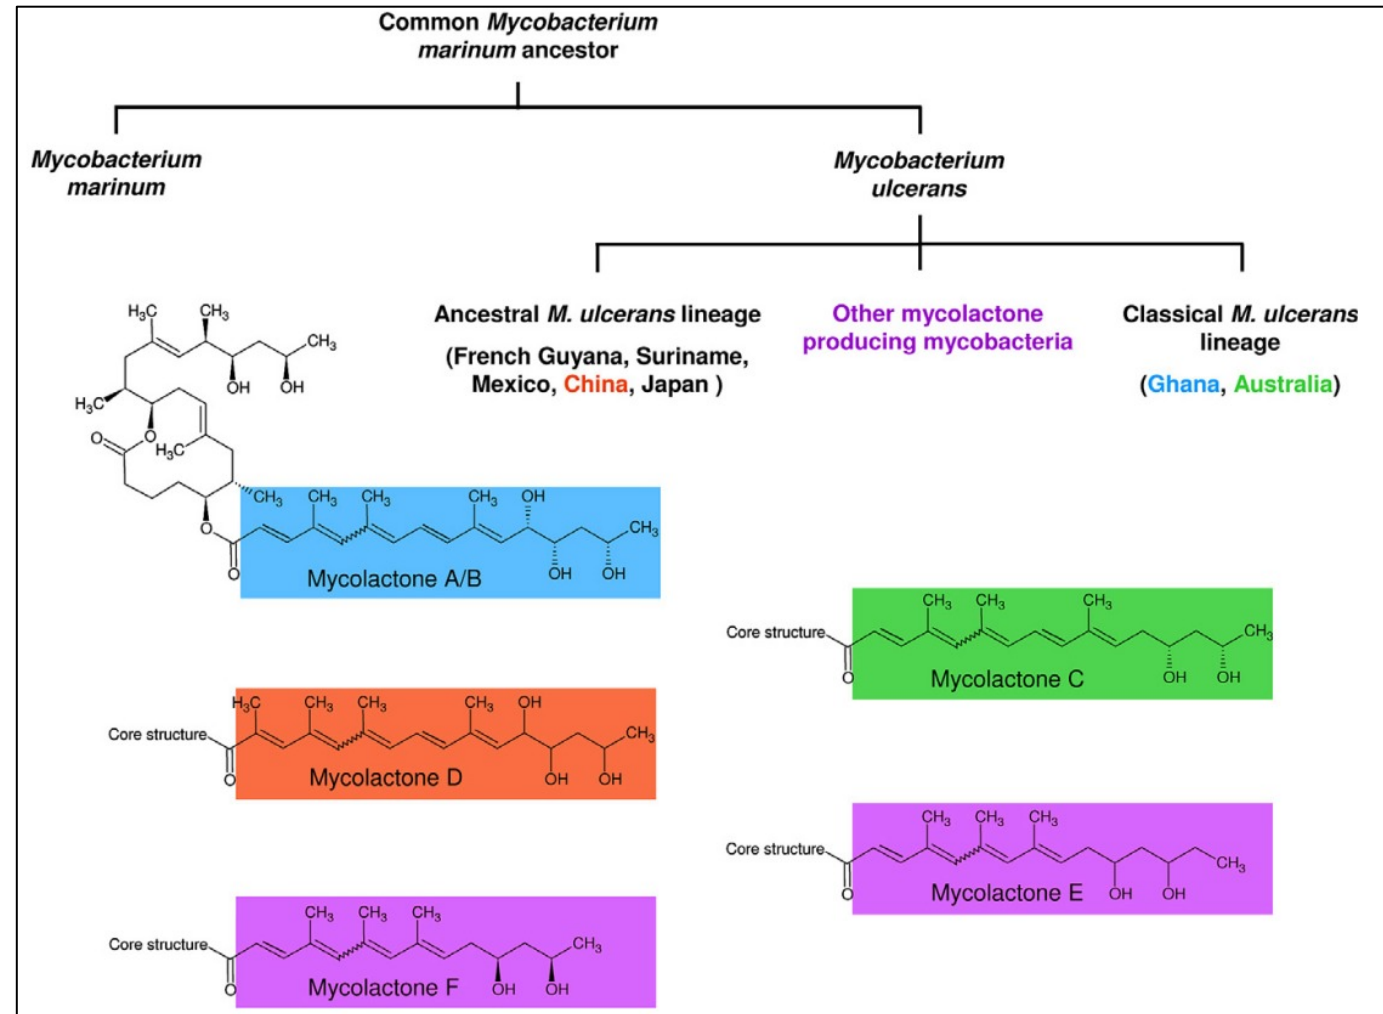 Common Mycobacterium
marinum ancestor
Mycobacterium
marinum
Mycobacterium
ulcerans
Ancestral M. ulcerans lineage
(French Guyana, Suriname,
Mexico, China, Japan )
Other mycolactone
producing mycobacteria
Classical M. ulcerans
lineage
(Ghana, Australia)
H₃C
CH₃
CH₃
OH
OH
H₃C
O
O
H₃C
CH₃
CH₃
CH₃
CH₃
OH
O
CH₃
O
OH
OH
Mycolactone A/B
CH₃
CH₃
CH₃
Core structure
CH₃
O
OH
OH
Mycolactone C
H₃C
CH₃
CH₃
CH₃
OH
Core structure
CH₃
O
OH
OH
Mycolactone D
CH₃
CH₃
CH₃
Core structure
CH₃
O
OH
OH
Mycolactone E
CH₃
CH₃
CH₃
Core structure
CH₃
O
OH
OH
Mycolactone F